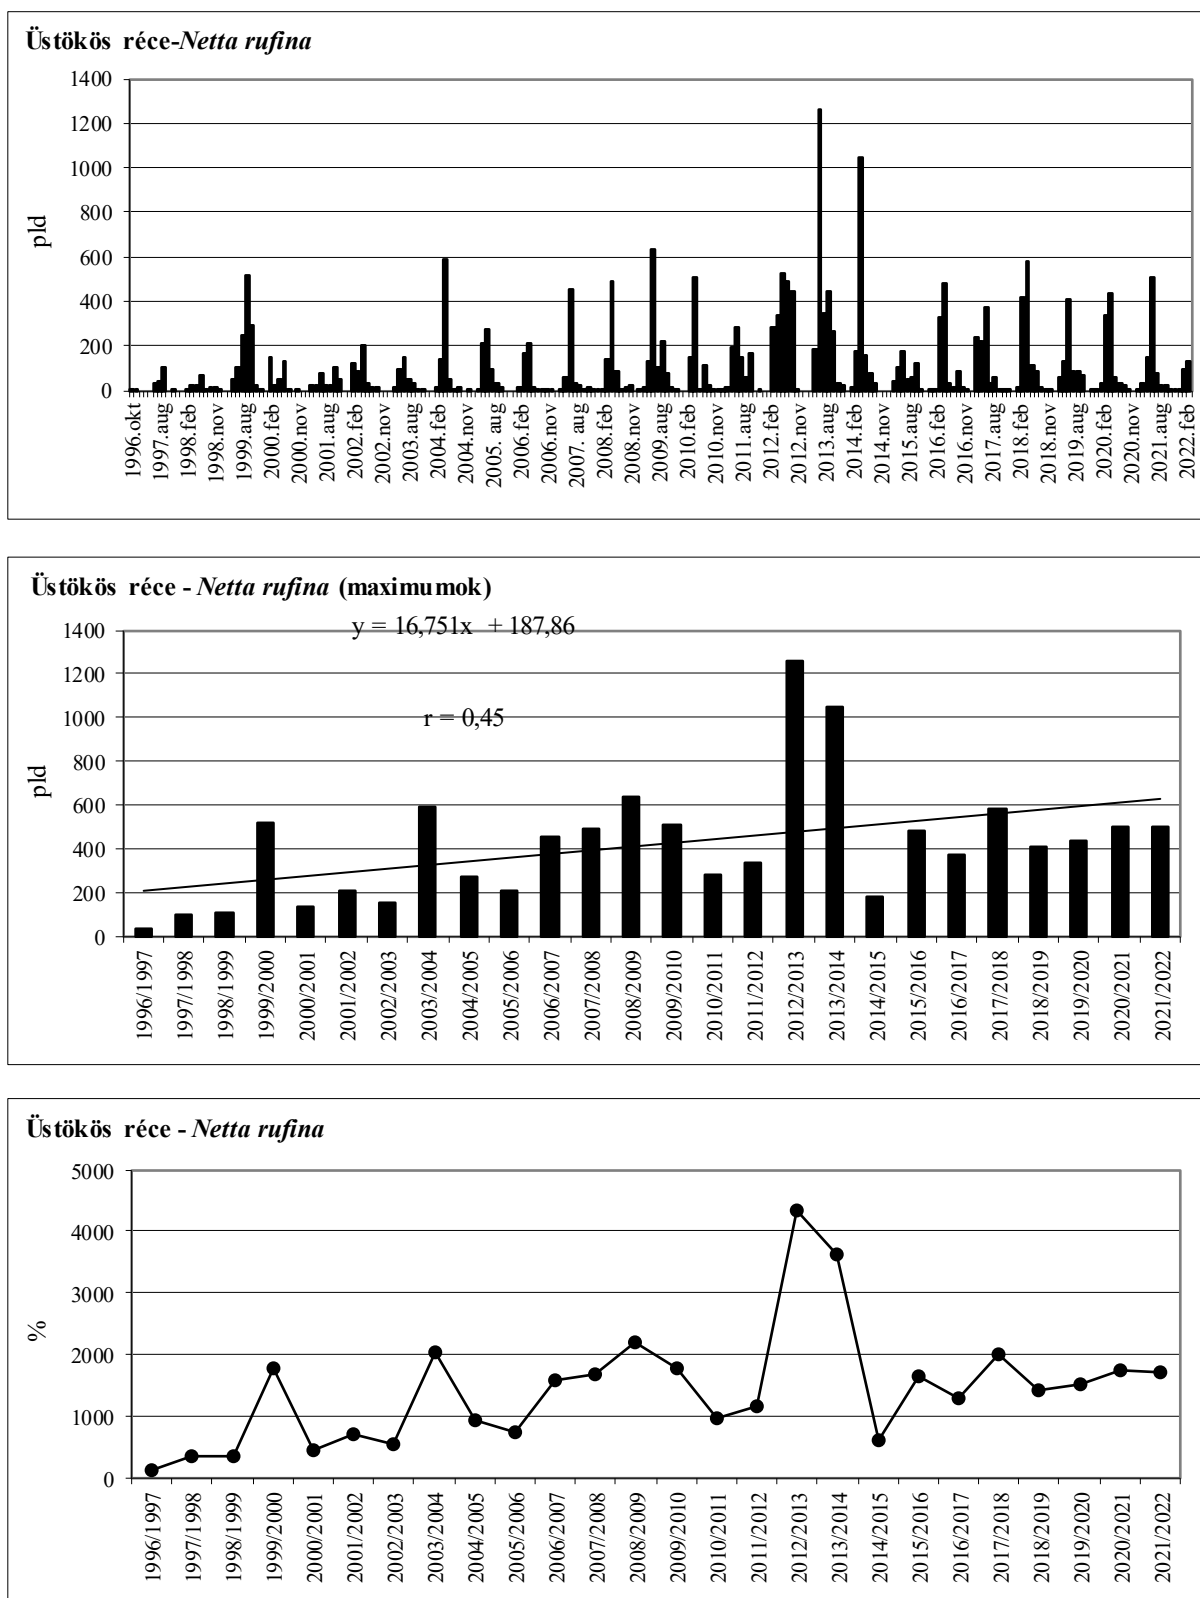 Üstökös réce-Netta rufina
1400
1200
1000
800
600
400
200
0
pld
1996.okt
1997.aug
1998.feb
1998.nov
1999.aug
2000.feb
2000.nov
2001.aug
2002.feb
2002.nov
2003.aug
2004.feb
2004.nov
2005. aug
2006.feb
2006.nov
2007. aug
2008.feb
2008.nov
2009.aug
2010.feb
2010.nov
2011.aug
2012.feb
2012.nov
2013.aug
2014.feb
2014.nov
2015.aug
2016.feb
2016.nov
2017.aug
2018.feb
2018.nov
2019.aug
2020.feb
2020.nov
2021.aug
2022.feb
Üstökös réce - Netta rufina (maximumok)
y = 16,751x + 187,86
r = 0,45
1400
1200
1000
800
600
400
200
0
pld
1996/1997
1997/1998
1998/1999
1999/2000
2000/2001
2001/2002
2002/2003
2003/2004
2004/2005
2005/2006
2006/2007
2007/2008
2008/2009
2009/2010
2010/2011
2011/2012
2012/2013
2013/2014
2014/2015
2015/2016
2016/2017
2017/2018
2018/2019
2019/2020
2020/2021
2021/2022
Üstökös réce - Netta rufina
5000
4000
3000
2000
1000
0
%
1996/1997
1997/1998
1998/1999
1999/2000
2000/2001
2001/2002
2002/2003
2003/2004
2004/2005
2005/2006
2006/2007
2007/2008
2008/2009
2009/2010
2010/2011
2011/2012
2012/2013
2013/2014
2014/2015
2015/2016
2016/2017
2017/2018
2018/2019
2019/2020
2020/2021
2021/2022